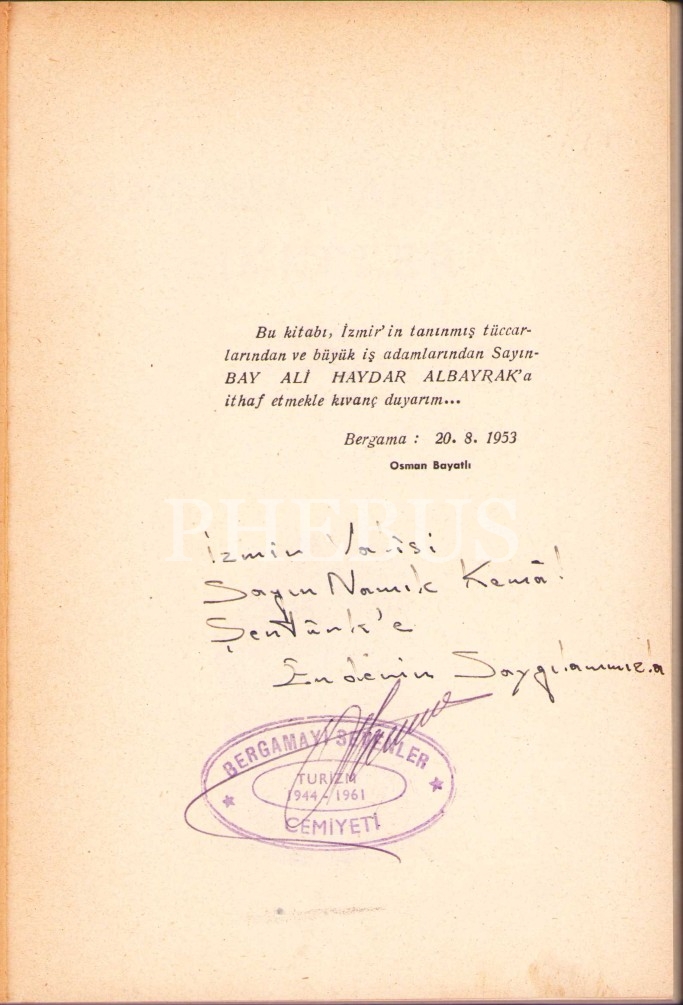 Bu kitabı, İzmir'in tanınmış tüccar-
larından ve büyük iş adamlarından Sayın-
BAY ALİ HAYDAR ALBAYRAK'a
ithaf etmekle kıvanç duyarım...
Bergama : 20. 8. 1953
Osman Bayatlı
PHEBUS
İzmir Valisi
Sayın Namık Kemâl
Şentürk'e
En derin Saygılarımızla
BERGAMAYI SEVENLER
TURİZM
1944 - 1961
CEMİYETİ